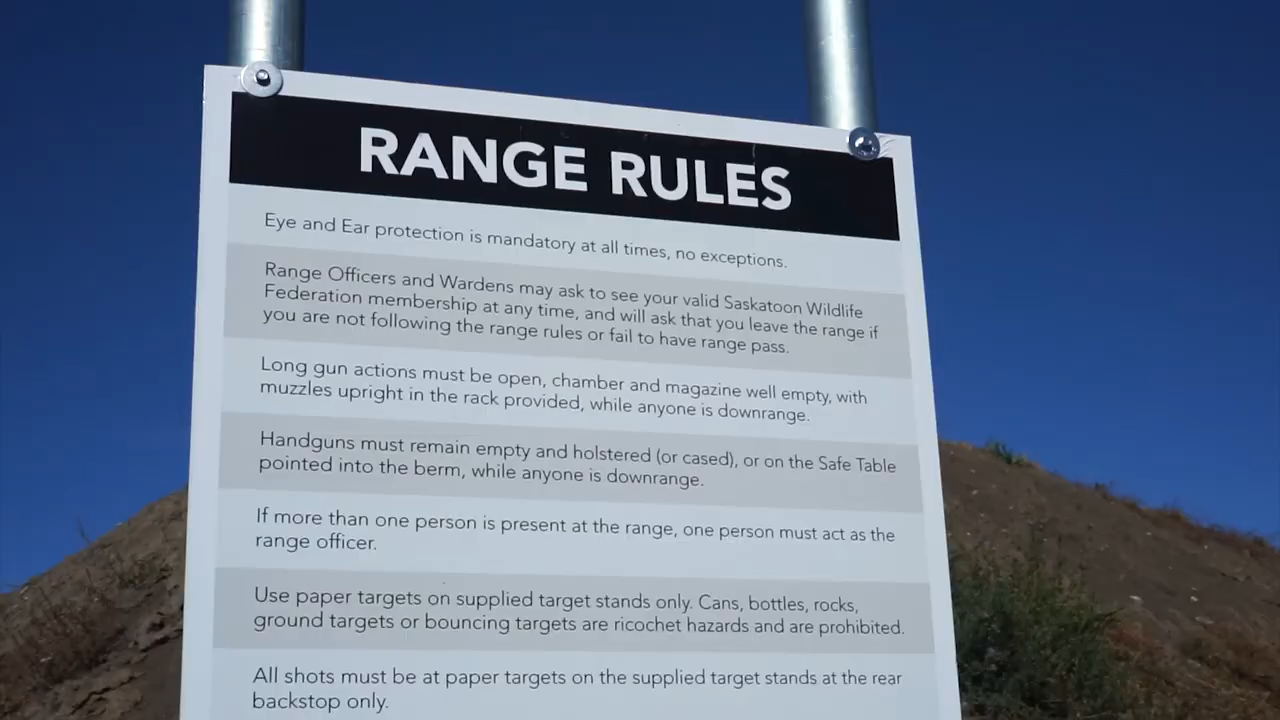 RANGE RULES
Eye and Ear protection is mandatory at all times, no exceptions.
Range Officers and Wardens may ask to see your valid Saskatoon Wildlife
Federation membership at any time, and will ask that you leave the range if
you are not following the range rules or fail to have range pass.
Long gun actions must be open, chamber and magazine well empty, with
muzzles upright in the rack provided, while anyone is downrange.
Handguns must remain empty and holstered (or cased), or on the Safe Table
pointed into the berm, while anyone is downrange.
If more than one person is present at the range, one person must act as the
range officer.
Use paper targets on supplied target stands only. Cans, bottles, rocks,
ground targets or bouncing targets are ricochet hazards and are prohibited.
All shots must be at paper targets on the supplied target stands at the rear
backstop only.